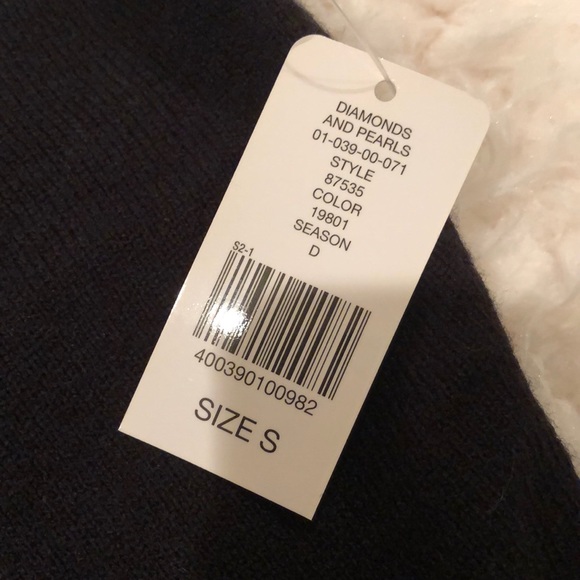 DIAMONDS
AND PEARLS
01-039-00-071
STYLE
87535
COLOR
19801
SEASON
D
S2-1
400390100982
SIZE S